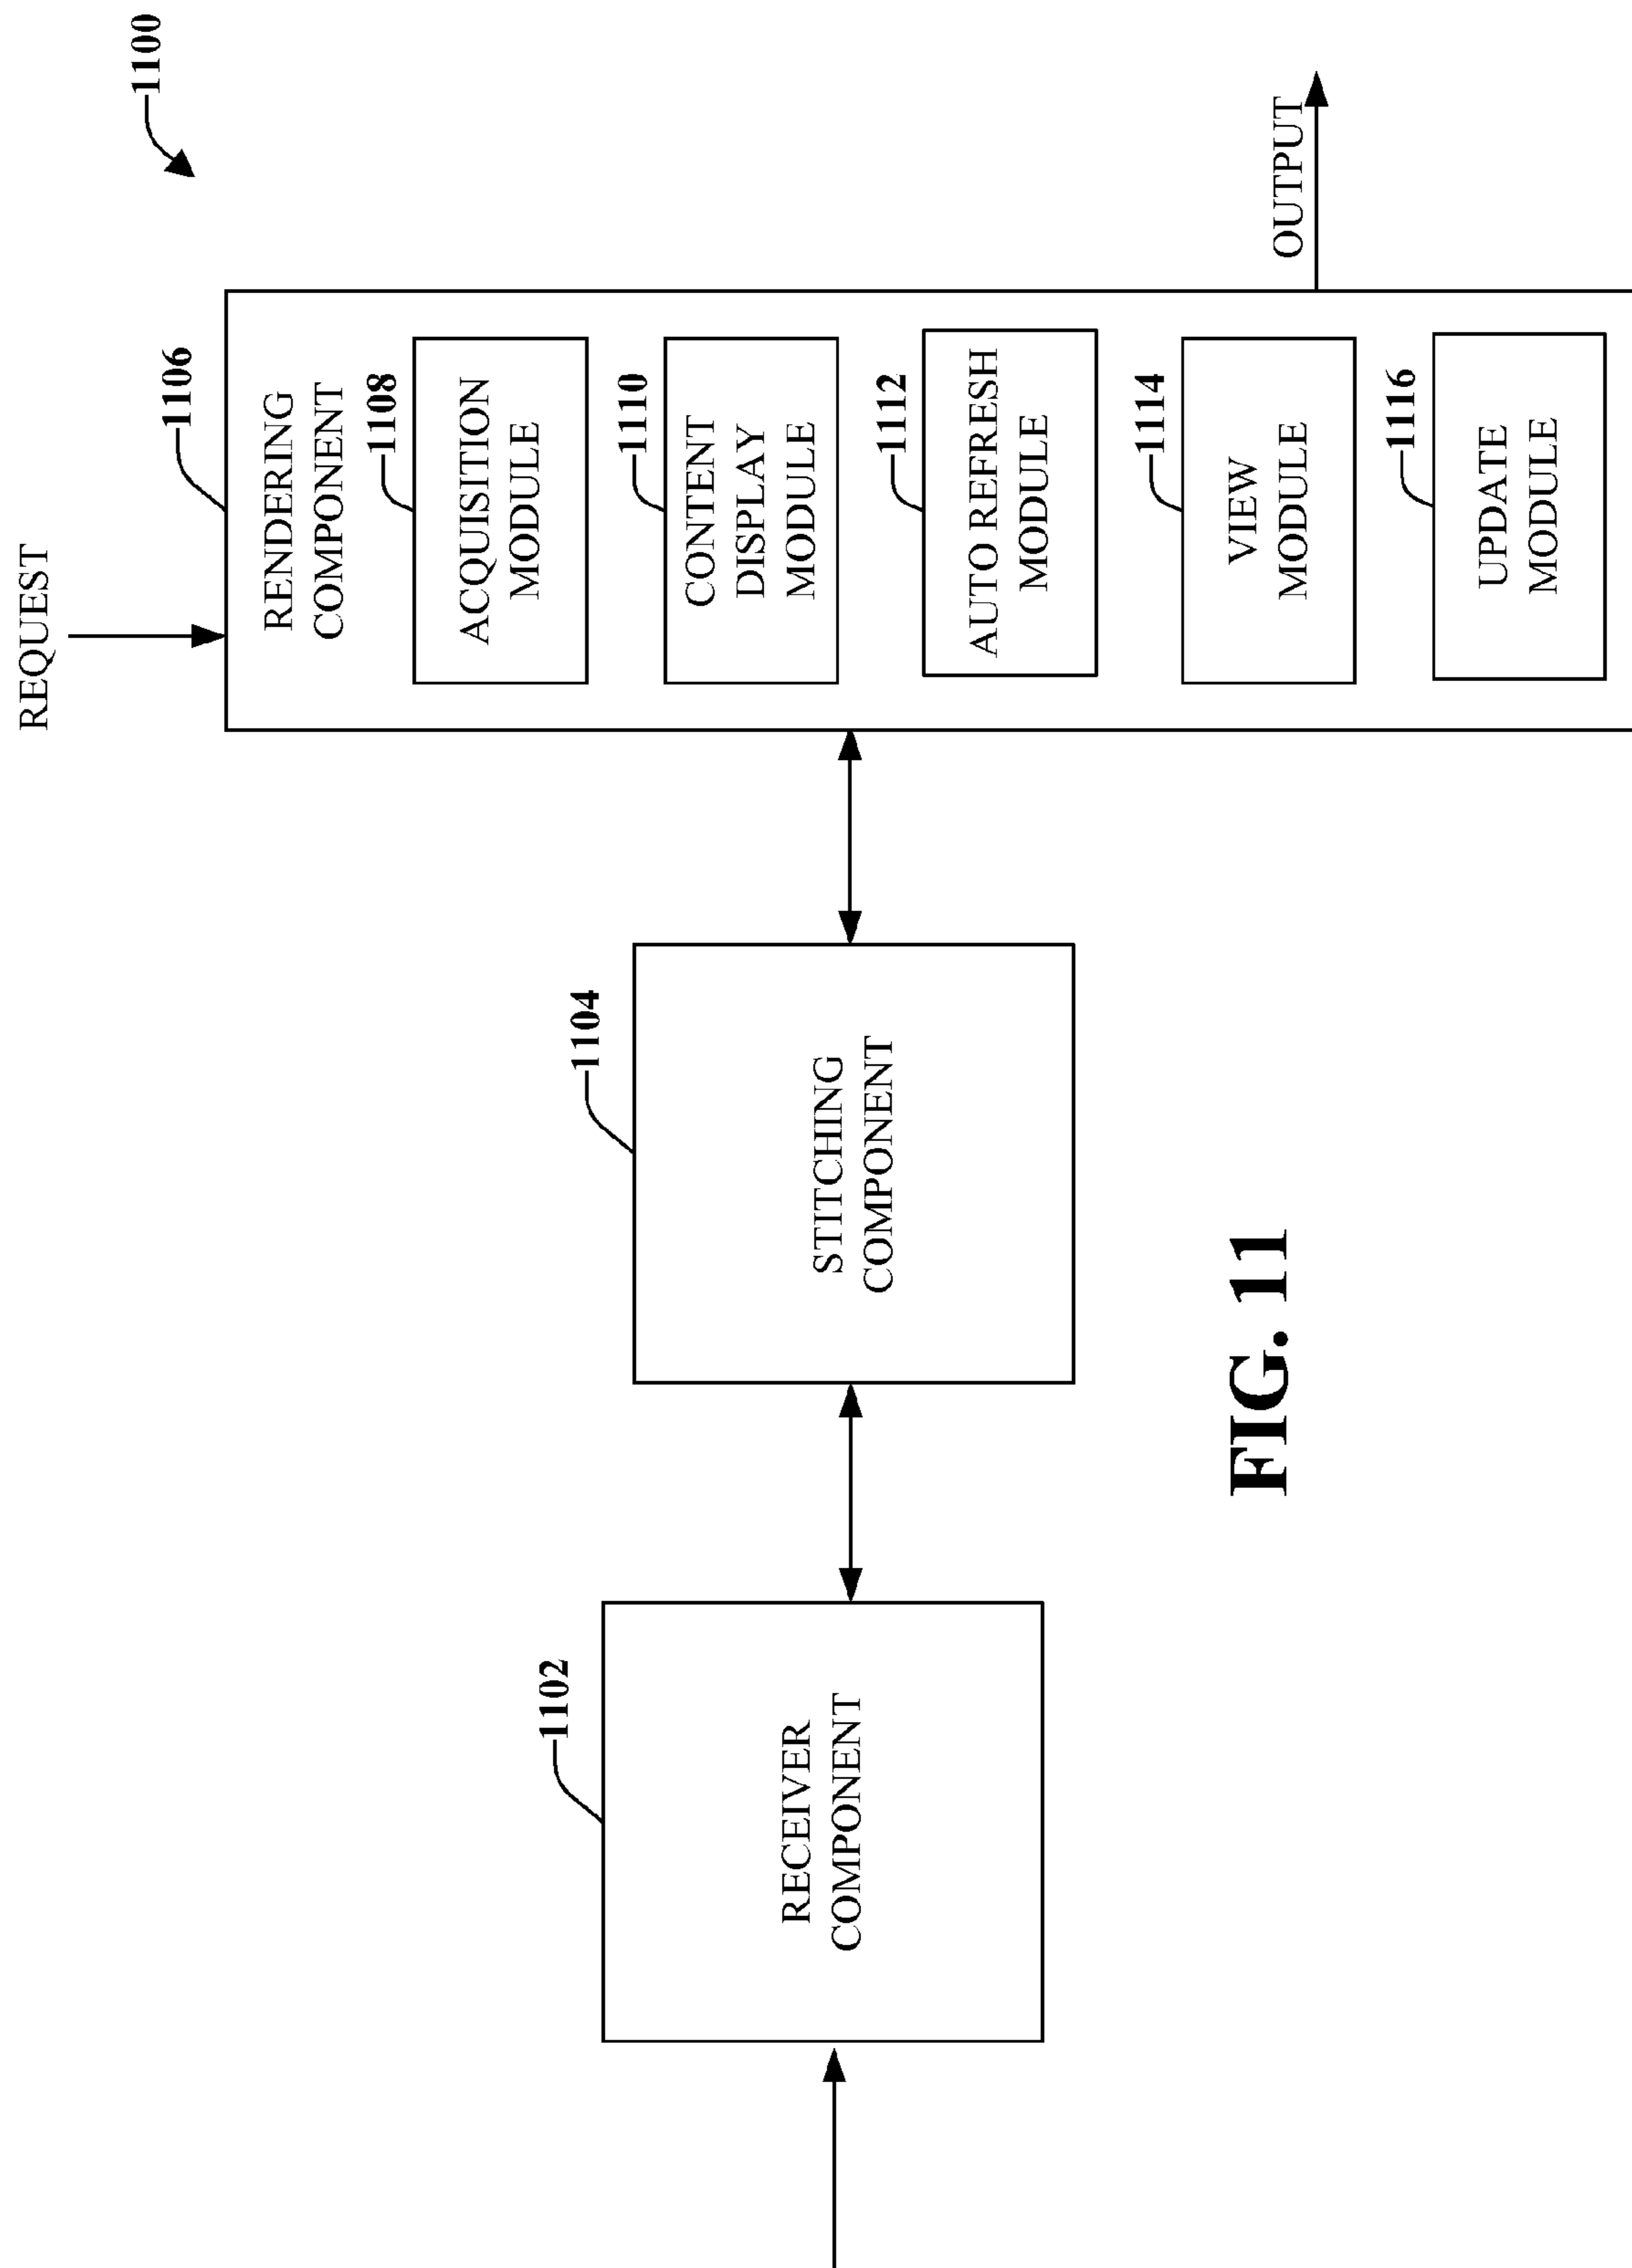 1100
REQUEST
1106
RENDERING
COMPONENT
1108
ACQUISITION
MODULE
1110
CONTENT
DISPLAY
MODULE
1112
AUTO REFRESH
MODULE
1114
VIEW
MODULE
1116
UPDATE
MODULE
OUTPUT
1104
STITCHING
COMPONENT
1102
RECEIVER
COMPONENT
FIG. 11